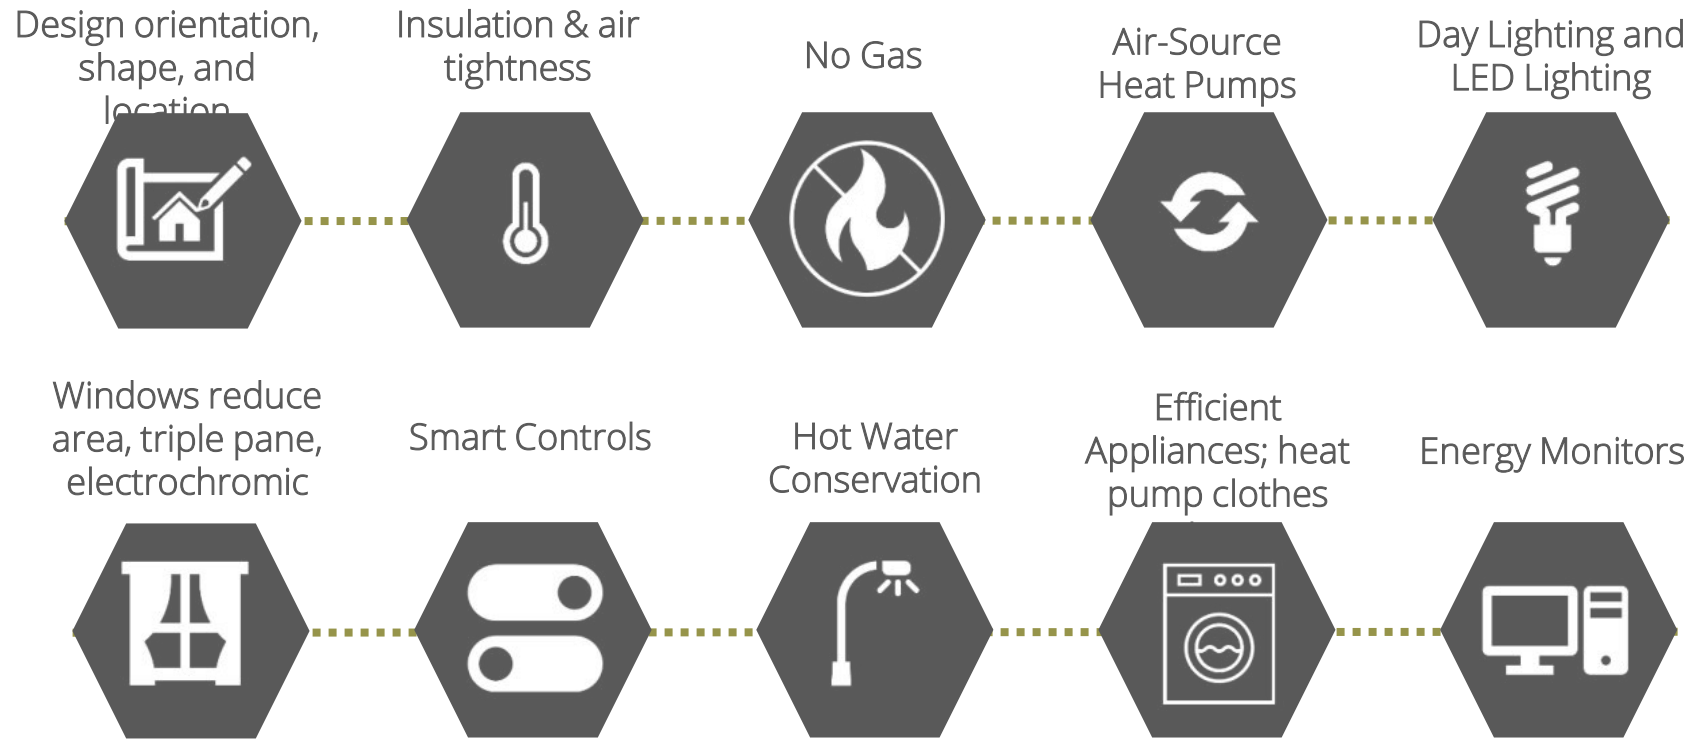 Design orientation,
shape, and
location
Insulation & air
tightness
No Gas
Air-Source
Heat Pumps
Day Lighting and
LED Lighting
Windows reduce
area, triple pane,
electrochromic
Smart Controls
Hot Water
Conservation
Efficient
Appliances; heat
pump clothes
Energy Monitors